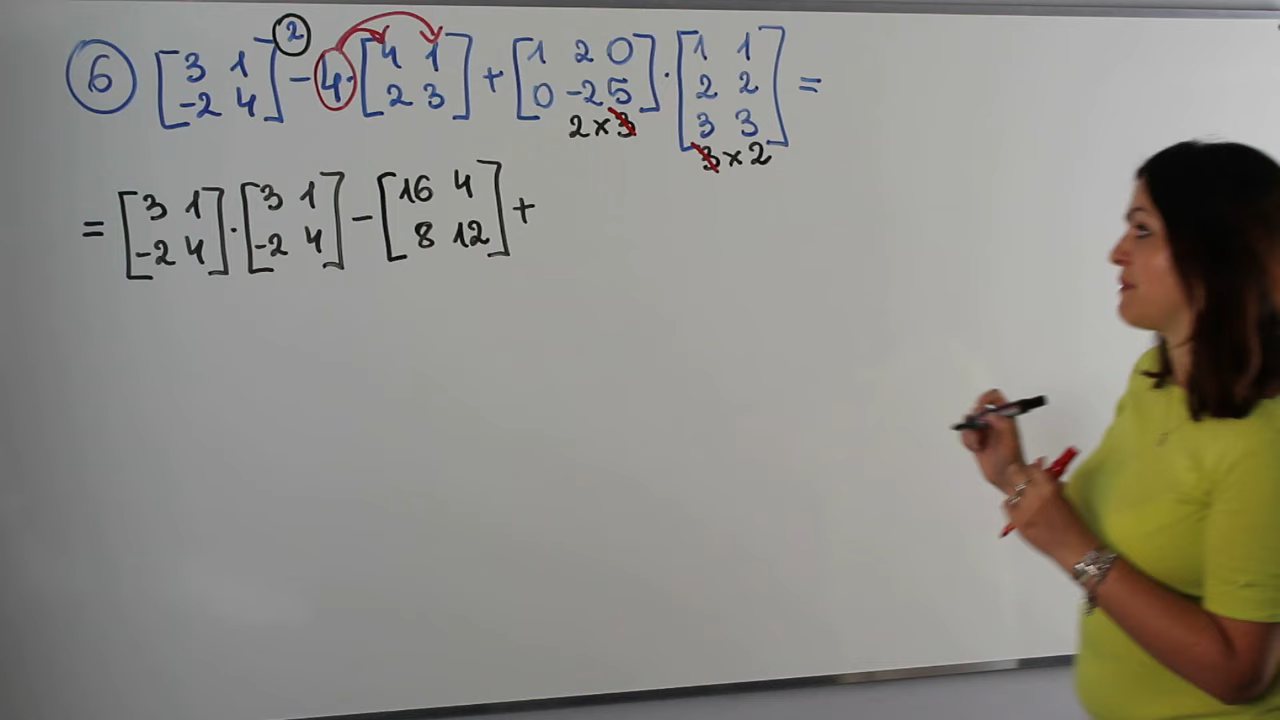 ⑥ [3 1; -2 4]² - 4·[4 1; 2 3] + [1 2 0; 0 -2 5]·[1 1; 2 2; 3 3] =
2×3 3×2
= [3 1; -2 4]·[3 1; -2 4] - [16 4; 8 12] +